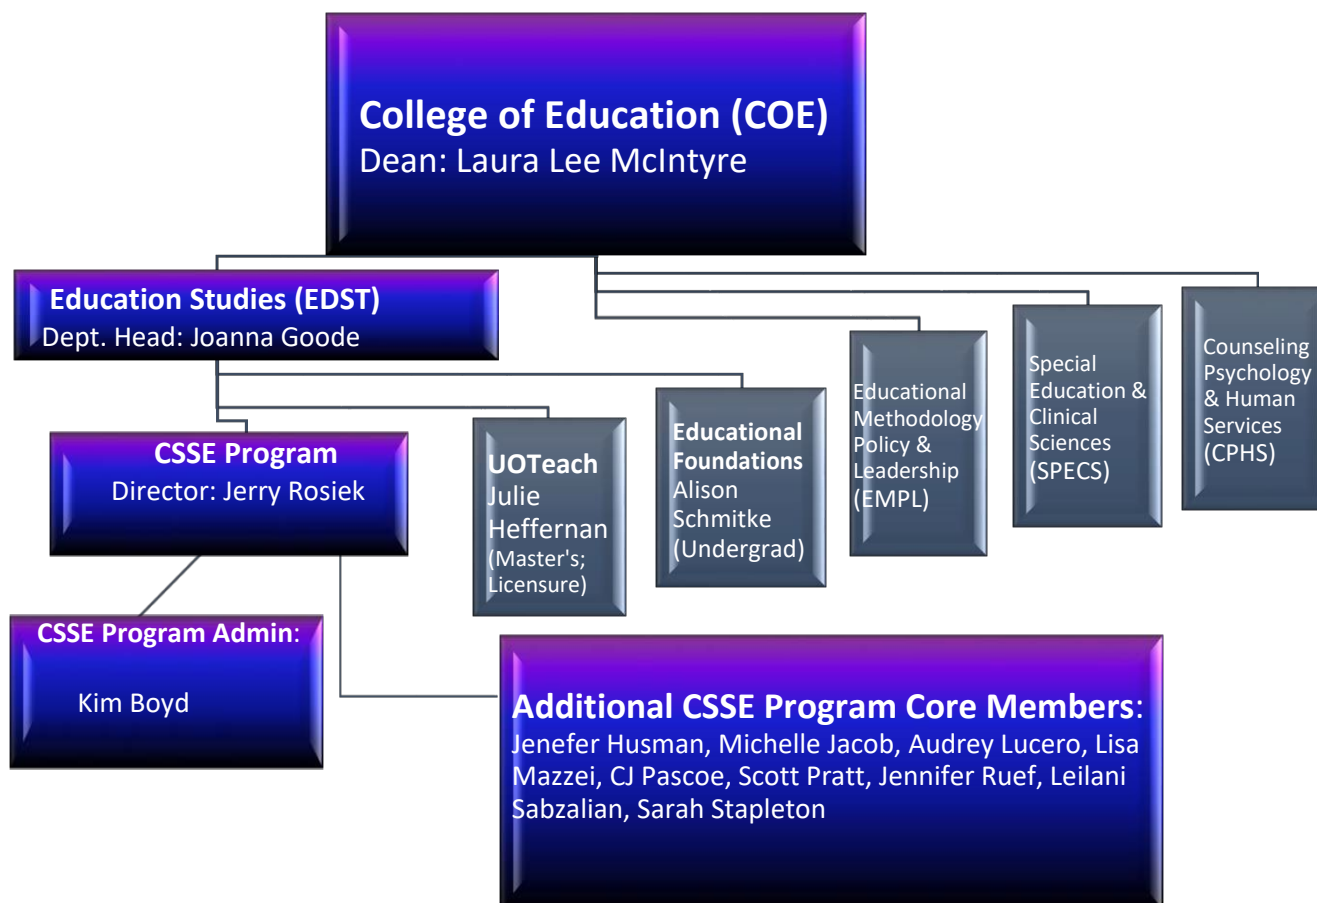 College of Education (COE)
Dean: Laura Lee McIntyre
Education Studies (EDST)
Dept. Head: Joanna Goode
CSSE Program
Director: Jerry Rosiek
UOTeach
Julie
Heffernan
(Master's;
Licensure)
Educational
Foundations
Alison
Schmitke
(Undergrad)
Educational
Methodology
Policy &
Leadership
(EMPL)
Special
Education &
Clinical
Sciences
(SPECS)
Counseling
Psychology
& Human
Services
(CPHS)
CSSE Program Admin:
Kim Boyd
Additional CSSE Program Core Members:
Jenefer Husman, Michelle Jacob, Audrey Lucero, Lisa
Mazzei, CJ Pascoe, Scott Pratt, Jennifer Ruef, Leilani
Sabzalian, Sarah Stapleton